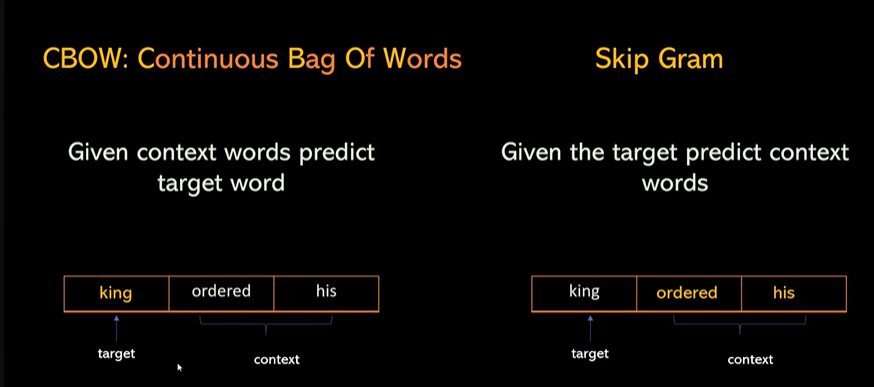 CBOW: Continuous Bag Of Words
Given context words predict
target word
king ordered his
target
context
Skip Gram
Given the target predict context
words
king ordered his
target
context